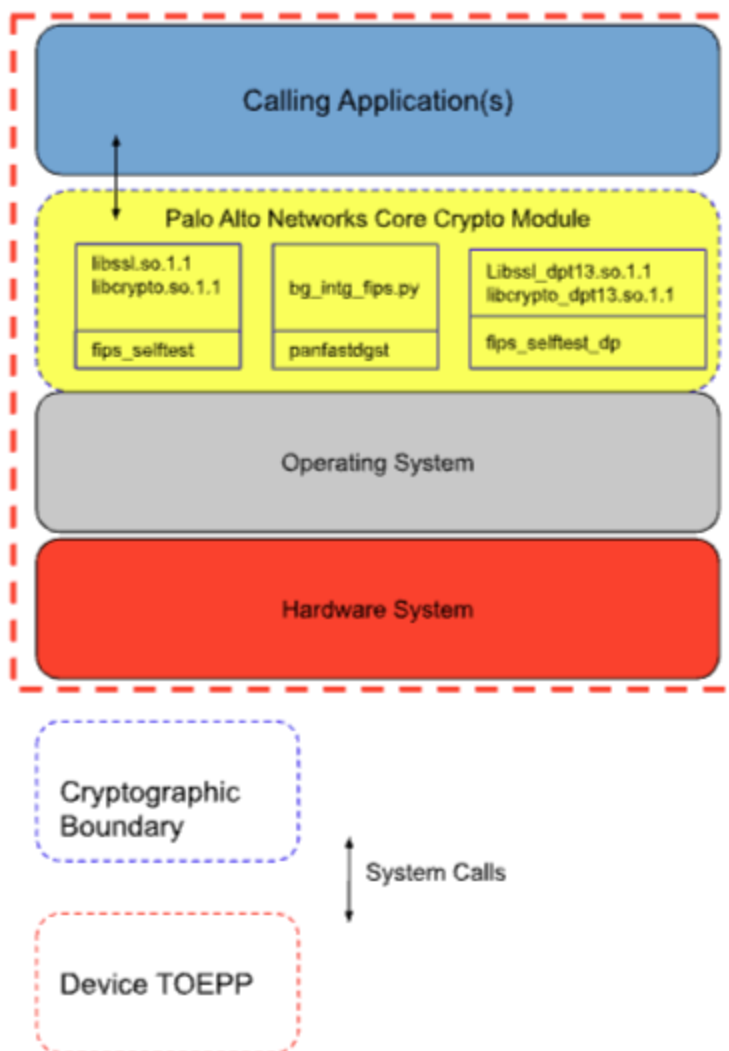 Calling Application(s)
Palo Alto Networks Core Crypto Module
libssl.so.1.1
libcrypto.so.1.1
fips_selftest
bg_intg_fips.py
panfastdgst
Libssl_dpt13.so.1.1
libcrypto_dpt13.so.1.1
fips_selftest_dp
Operating System
Hardware System
Cryptographic
Boundary
System Calls
Device TOEPP